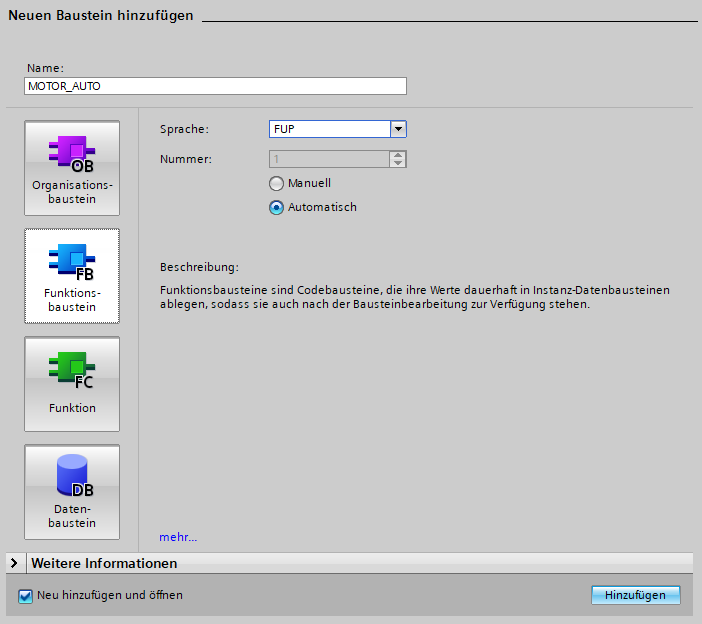 Neuen Baustein hinzufügen
Name:
MOTOR_AUTO
OB
Organisations-
baustein
FB
Funktions-
baustein
FC
Funktion
DB
Daten-
baustein
Sprache:
FUP
Nummer:
1
Manuell
Automatisch
Beschreibung:
Funktionsbausteine sind Codebausteine, die ihre Werte dauerhaft in Instanz-Datenbausteinen
ablegen, sodass sie auch nach der Bausteinbearbeitung zur Verfügung stehen.
mehr...
Weitere Informationen
Neu hinzufügen und öffnen
Hinzufügen